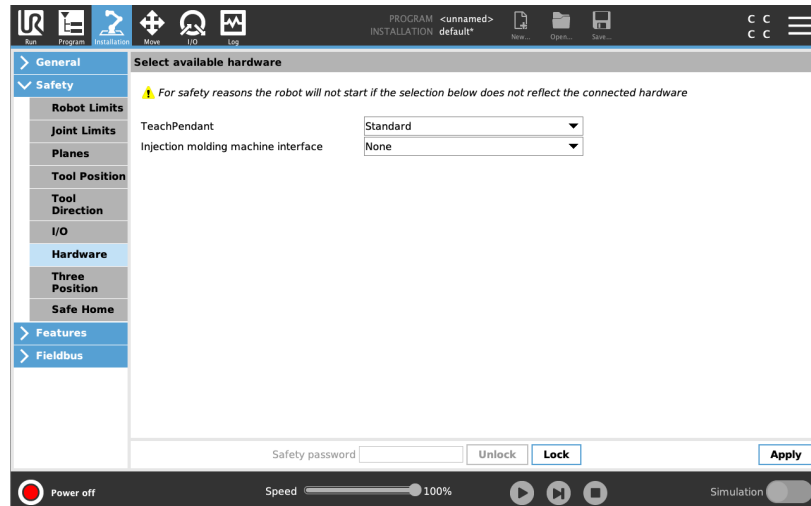 UR
Run
Program
Installation
Move
I/O
Log
PROGRAM <unnamed>
INSTALLATION default*
New...
Open...
Save...
C C
C C
General
Safety
Robot Limits
Joint Limits
Planes
Tool Position
Tool
Direction
I/O
Hardware
Three
Position
Safe Home
Features
Fieldbus
Select available hardware
For safety reasons the robot will not start if the selection below does not reflect the connected hardware
TeachPendant Standard
Injection molding machine interface None
Safety password Unlock Lock Apply
Power off Speed 100% Simulation